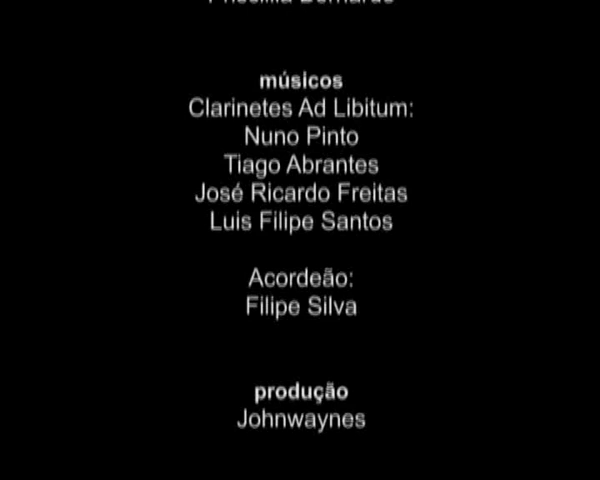 músicos
Clarinetes Ad Libitum:
Nuno Pinto
Tiago Abrantes
José Ricardo Freitas
Luis Filipe Santos
Acordeão:
Filipe Silva
produção
Johnwaynes